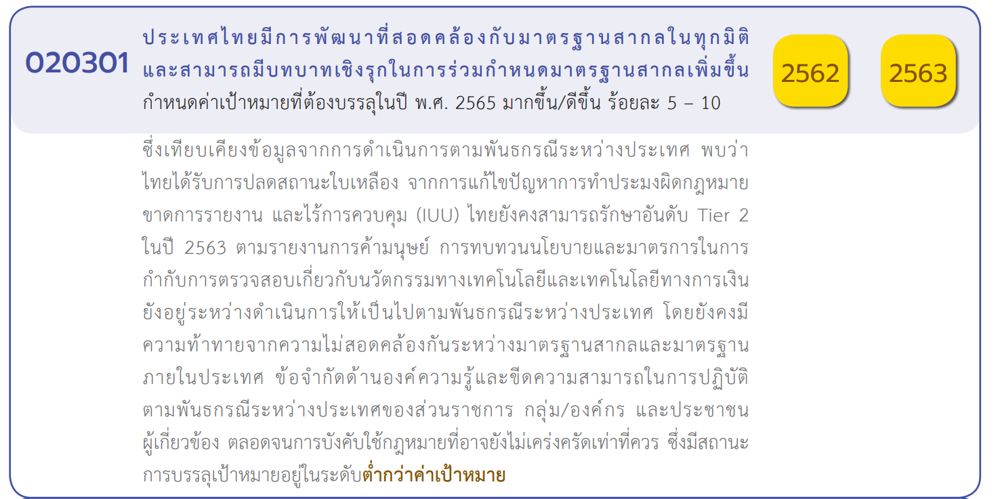 020301
ประเทศไทยมีการพัฒนาที่สอดคล้องกับมาตรฐานสากลในทุกมิติ
และสามารถมีบทบาทเชิงรุกในการร่วมกำหนดมาตรฐานสากลเพิ่มขึ้น
กำหนดค่าเป้าหมายที่ต้องบรรลุในปี พ.ศ. 2565 มากขึ้น/ดีขึ้น ร้อยละ 5 – 10
2562
2563
ซึ่งเทียบเคียงข้อมูลจากการดำเนินการตามพันธกรณีระหว่างประเทศ พบว่า
ไทยได้รับการปลดสถานะใบเหลือง จากการแก้ไขปัญหาการทำประมงผิดกฎหมาย
ขาดการรายงาน และไร้การควบคุม (IUU) ไทยยังคงสามารถรักษาอันดับ Tier 2
ในปี 2563 ตามรายงานการค้ามนุษย์ การทบทวนนโยบายและมาตรการในการ
กำกับการตรวจสอบเกี่ยวกับนวัตกรรมทางเทคโนโลยีและเทคโนโลยีทางการเงิน
ยังอยู่ระหว่างดำเนินการให้เป็นไปตามพันธกรณีระหว่างประเทศ โดยยังคงมี
ความท้าทายจากความไม่สอดคล้องกันระหว่างมาตรฐานสากลและมาตรฐาน
ภายในประเทศ ข้อจำกัดด้านองค์ความรู้และขีดความสามารถในการปฏิบัติ
ตามพันธกรณีระหว่างประเทศของส่วนราชการ กลุ่ม/องค์กร และประชาชน
ผู้เกี่ยวข้อง ตลอดจนการบังคับใช้กฎหมายที่อาจยังไม่เคร่งครัดเท่าที่ควร ซึ่งมีสถานะ
การบรรลุเป้าหมายอยู่ในระดับต่ำกว่าค่าเป้าหมาย